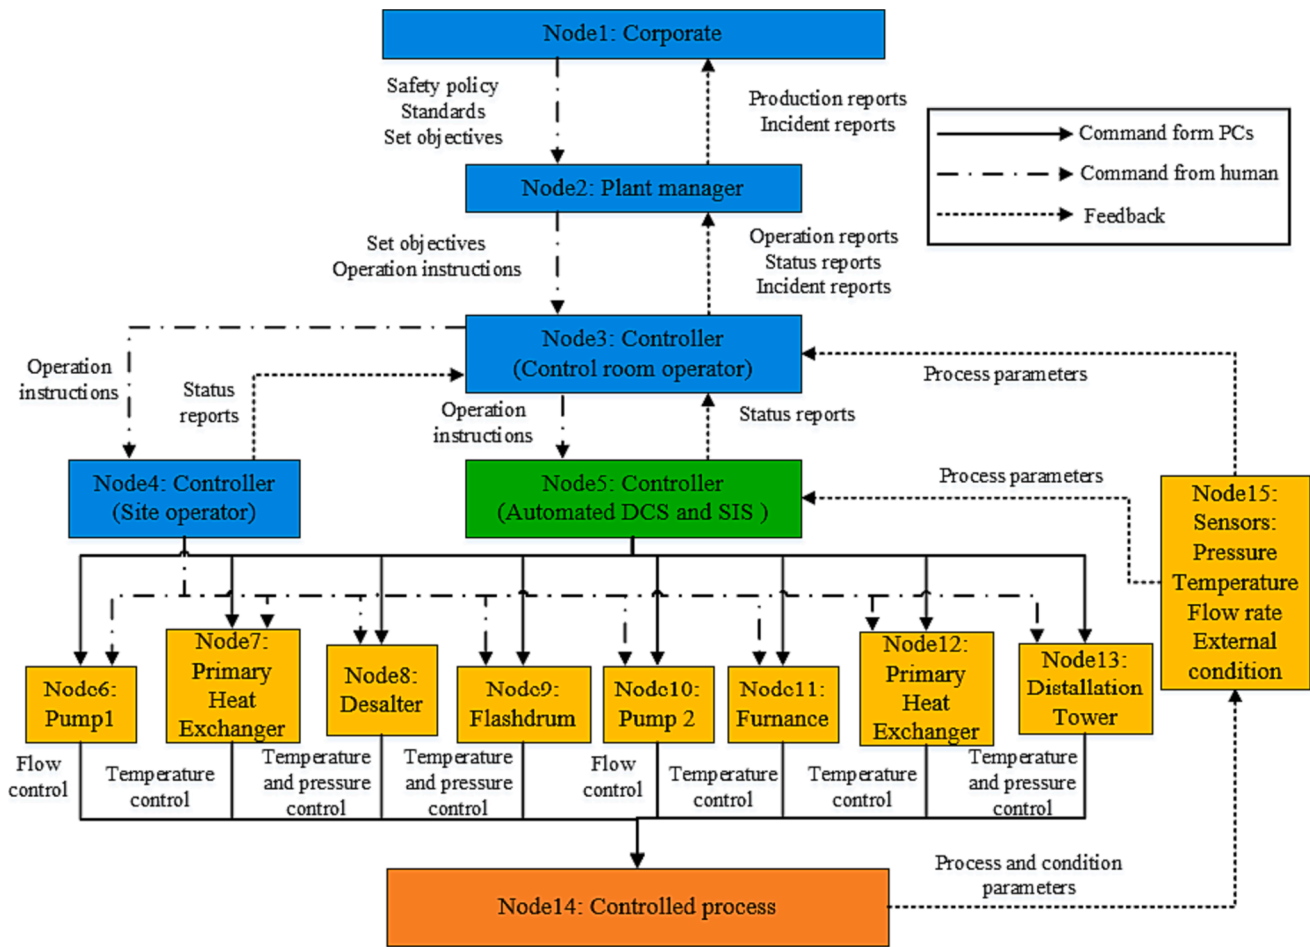 Node1: Corporate
Safety policy
Standards
Set objectives
Production reports
Incident reports
Command form PCs
Command from human
Feedback
Node2: Plant manager
Set objectives
Operation instructions
Operation reports
Status reports
Incident reports
Node3: Controller
(Control room operator)
Process parameters
Operation
instructions
Status
reports
Operation
instructions
Status reports
Node4: Controller
(Site operator)
Node5: Controller
(Automated DCS and SIS )
Process parameters
Node15:
Sensors:
Pressure
Temperature
Flow rate
External
condition
Node6:
Pump1
Node7:
Primary
Heat
Exchanger
Node8:
Desalter
Node9:
Flashdrum
Node10:
Pump 2
Node11:
Furnance
Node12:
Primary
Heat
Exchanger
Node13:
Distallation
Tower
Flow
control
Temperature
control
Temperature
and pressure
control
Temperature
and pressure
control
Flow
control
Temperature
control
Temperature
control
Temperature
and pressure
control
Node14: Controlled process
Process and condition
parameters